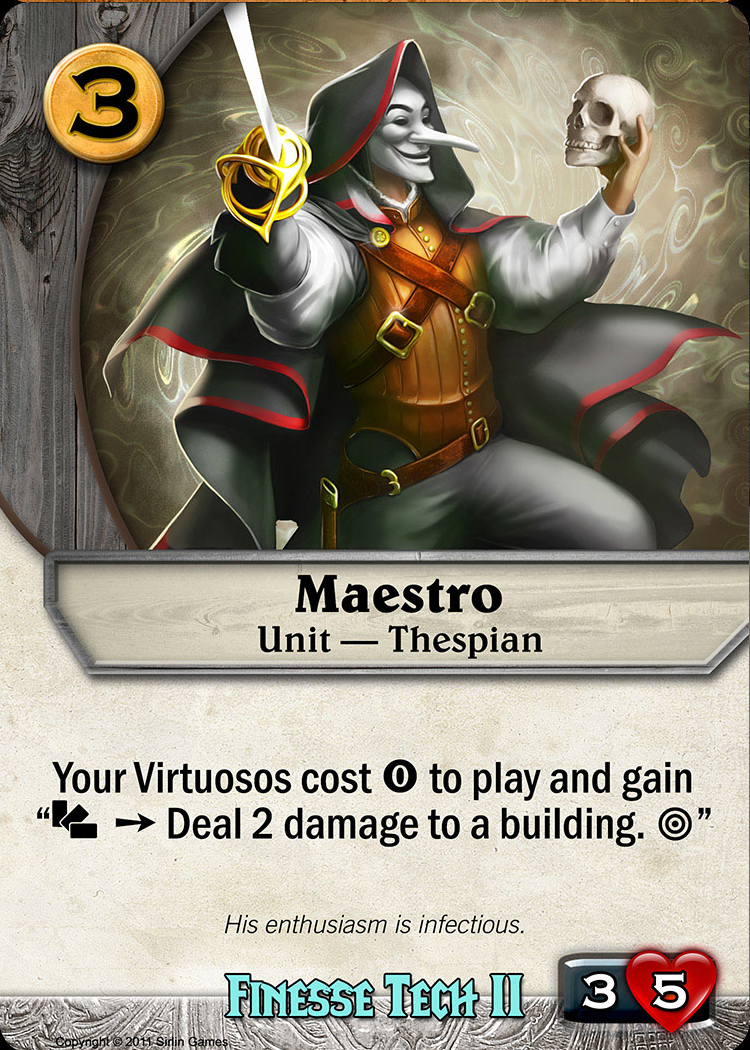 3
Maestro
Unit — Thespian
Your Virtuosos cost 0 to play and gain
“ → Deal 2 damage to a building. ◎”
His enthusiasm is infectious.
Finesse Tech II
3 5
Copyright © 2011 Sirlin Games